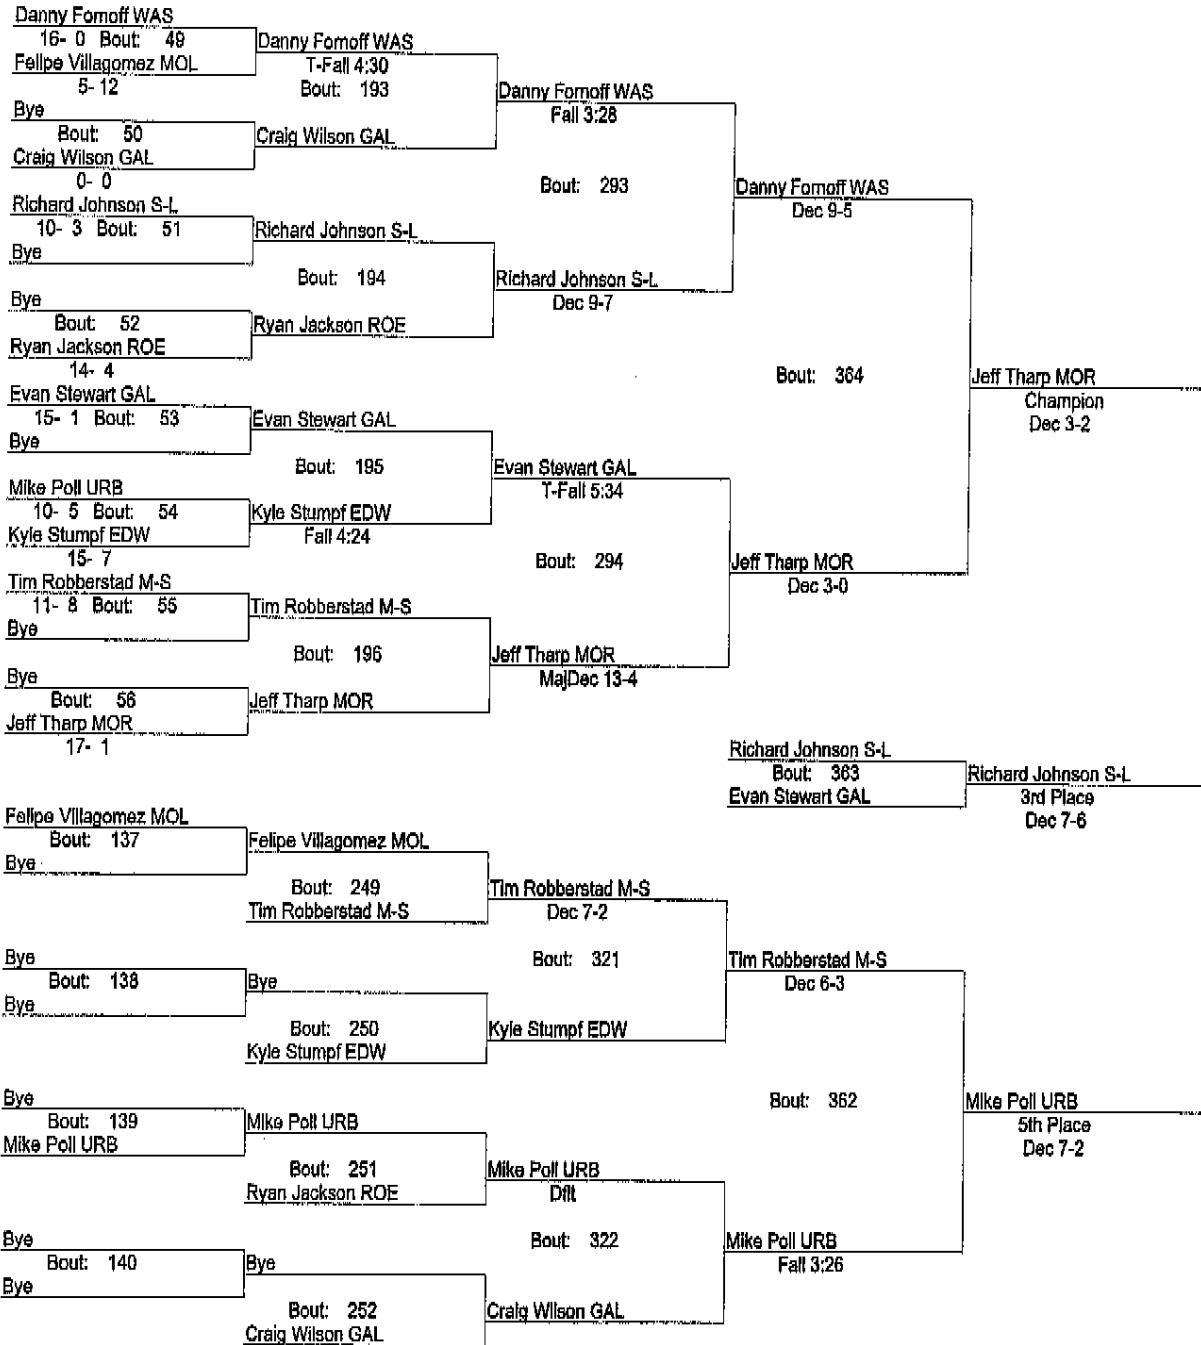 Danny Fornoff WAS
16- 0 Bout: 49
Felipe Villagomez MOL
5- 12
Bye
Bout: 50
Craig Wilson GAL
0- 0
Richard Johnson S-L
10- 3 Bout: 51
Bye
Bye
Bout: 52
Ryan Jackson ROE
14- 4
Evan Stewart GAL
15- 1 Bout: 53
Bye
Mike Poll URB
10- 5 Bout: 54
Kyle Stumpf EDW
15- 7
Tim Robberstad M-S
11- 8 Bout: 55
Bye
Bye
Bout: 56
Jeff Tharp MOR
17- 1
Danny Fornoff WAS
T-Fall 4:30
Bout: 193
Craig Wilson GAL
Richard Johnson S-L
Bout: 194
Ryan Jackson ROE
Evan Stewart GAL
Bout: 195
Kyle Stumpf EDW
Fall 4:24
Tim Robberstad M-S
Bout: 196
Jeff Tharp MOR
Danny Fornoff WAS
Fall 3:28
Bout: 293
Richard Johnson S-L
Dec 9-7
Evan Stewart GAL
T-Fall 5:34
Bout: 294
Jeff Tharp MOR
MajDec 13-4
Danny Fornoff WAS
Dec 9-5
Bout: 364
Jeff Tharp MOR
Dec 3-0
Jeff Tharp MOR
Champion
Dec 3-2
Richard Johnson S-L
Bout: 363
Evan Stewart GAL
Richard Johnson S-L
3rd Place
Dec 7-6
Felipe Villagomez MOL
Bout: 137
Bye
Bye
Bout: 138
Bye
Bye
Bout: 139
Mike Poll URB
Bye
Bout: 140
Bye
Felipe Villagomez MOL
Bout: 249
Tim Robberstad M-S
Bye
Bout: 250
Kyle Stumpf EDW
Mike Poll URB
Bout: 251
Ryan Jackson ROE
Bye
Bout: 252
Craig Wilson GAL
Tim Robberstad M-S
Dec 7-2
Bout: 321
Kyle Stumpf EDW
Mike Poll URB
Dflt
Bout: 322
Craig Wilson GAL
Tim Robberstad M-S
Dec 6-3
Bout: 362
Mike Poll URB
Fall 3:26
Mike Poll URB
5th Place
Dec 7-2